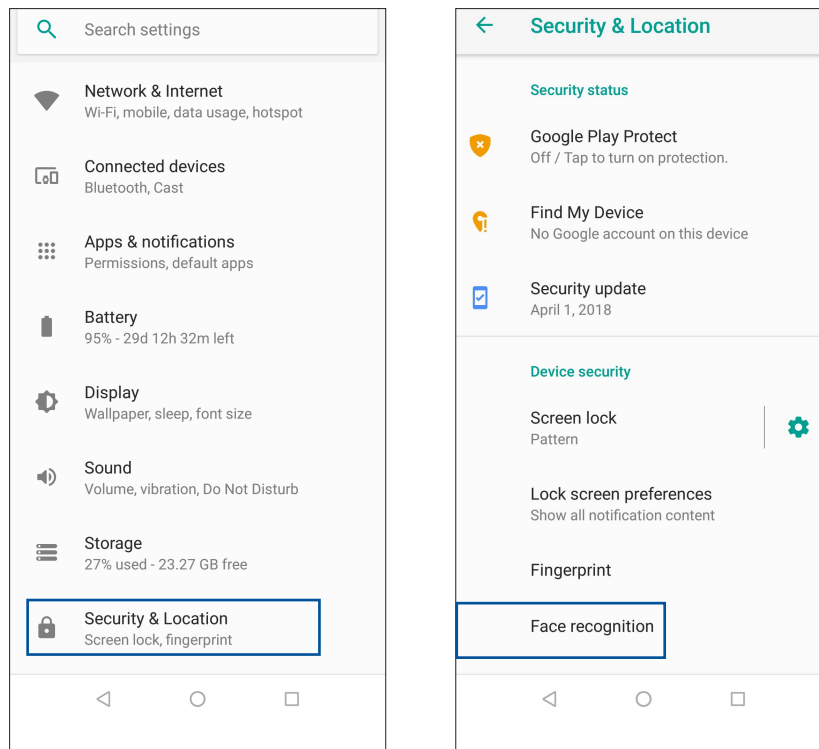 Search settings
Network & Internet
Wi-Fi, mobile, data usage, hotspot
Connected devices
Bluetooth, Cast
Apps & notifications
Permissions, default apps
Battery
95% - 29d 12h 32m left
Display
Wallpaper, sleep, font size
Sound
Volume, vibration, Do Not Disturb
Storage
27% used - 23.27 GB free
Security & Location
Screen lock, fingerprint
Security & Location
Security status
Google Play Protect
Off / Tap to turn on protection.
Find My Device
No Google account on this device
Security update
April 1, 2018
Device security
Screen lock
Pattern
Lock screen preferences
Show all notification content
Fingerprint
Face recognition